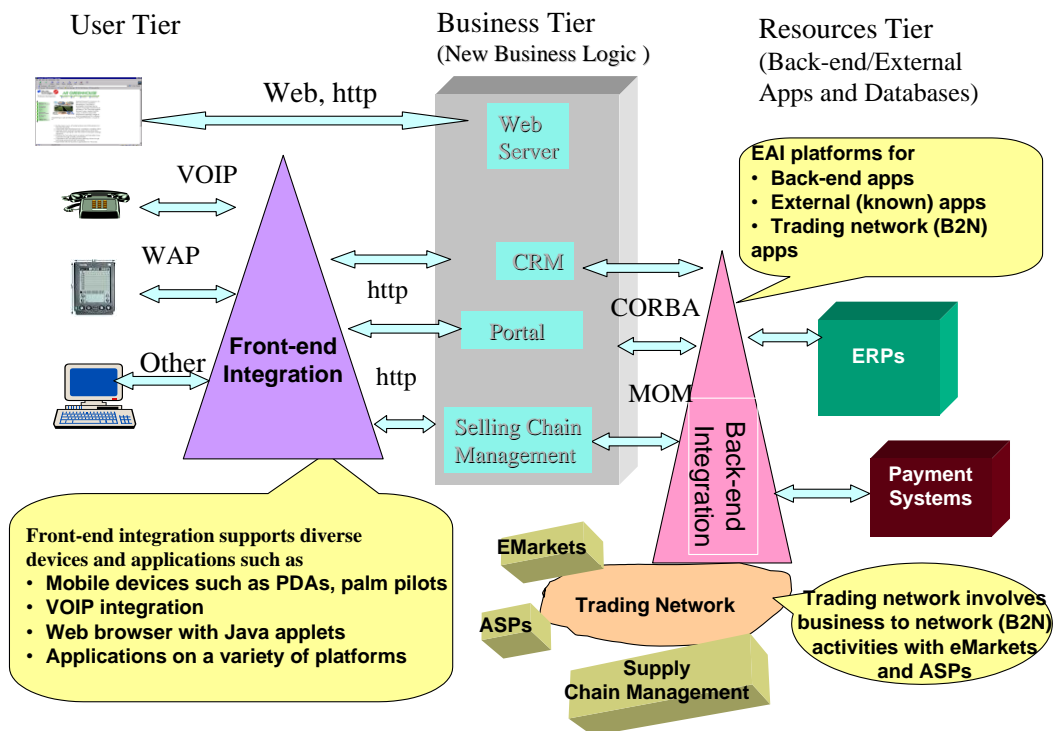 User Tier
Business Tier
(New Business Logic )
Resources Tier
(Back-end/External
Apps and Databases)
Web, http
Web
Server
VOIP
WAP
Other
Front-end
Integration
http
http
CRM
Portal
Selling Chain
Management
CORBA
MOM
Back-end
Integration
EAI platforms for
• Back-end apps
• External (known) apps
• Trading network (B2N)
apps
ERPs
Payment
Systems
Front-end integration supports diverse
devices and applications such as
• Mobile devices such as PDAs, palm pilots
• VOIP integration
• Web browser with Java applets
• Applications on a variety of platforms
EMarkets
ASPs
Trading Network
Supply
Chain Management
Trading network involves
business to network (B2N)
activities with eMarkets
and ASPs